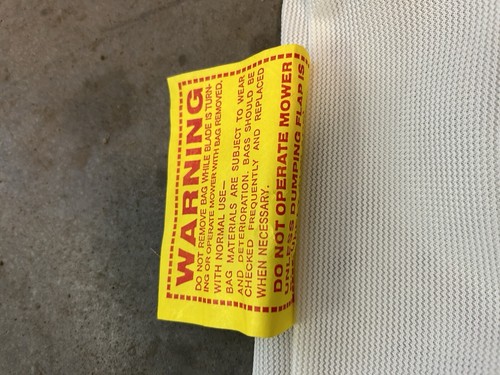 WARNING
DO NOT REMOVE BAG WHILE BLADE IS TURN-
ING OR OPERATE MOWER WITH BAG REMOVED.
WITH NORMAL USE—
BAG MATERIALS ARE SUBJECT TO WEAR
AND DETERIORATION. BAGS SHOULD BE
CHECKED FREQUENTLY AND REPLACED
WHEN NECESSARY.
DO NOT OPERATE MOWER
UNLESS DUMPING FLAP IS